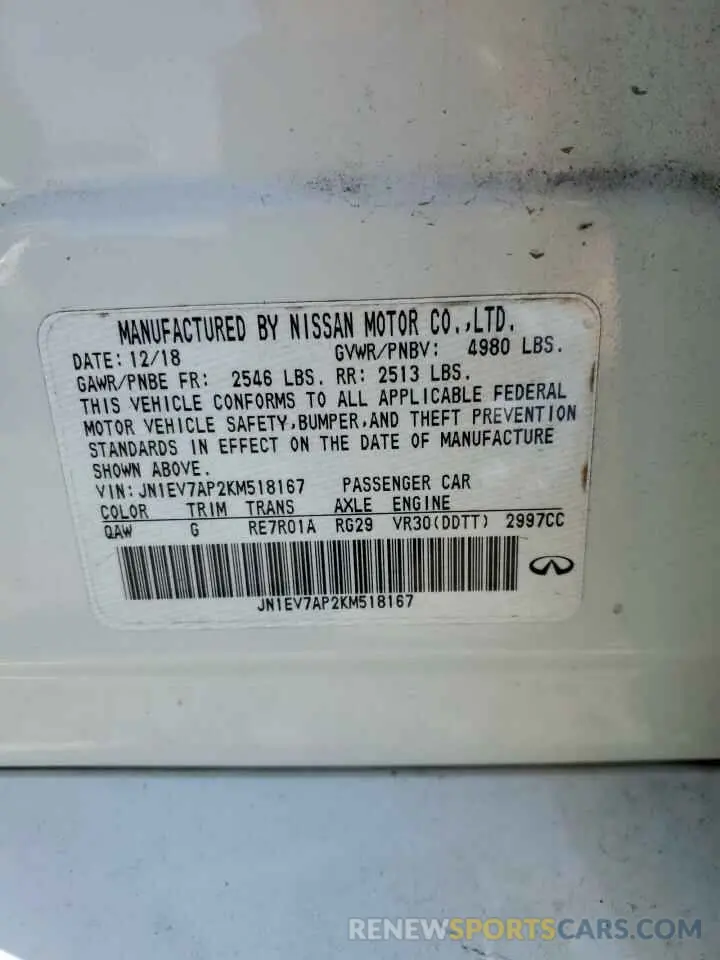 MANUFACTURED BY NISSAN MOTOR CO.,LTD.
DATE: 12/18 GVWR/PNBV: 4980 LBS.
GAWR/PNBE FR: 2546 LBS. RR: 2513 LBS.
THIS VEHICLE CONFORMS TO ALL APPLICABLE FEDERAL
MOTOR VEHICLE SAFETY,BUMPER,AND THEFT PREVENTION
STANDARDS IN EFFECT ON THE DATE OF MANUFACTURE
SHOWN ABOVE.
VIN: JN1EV7AP2KM518167 PASSENGER CAR
COLOR TRIM TRANS AXLE ENGINE
QAW G RE7R01A RG29 VR30(DDTT) 2997CC
JN1EV7AP2KM518167
RENEWSPORTSCARS.COM